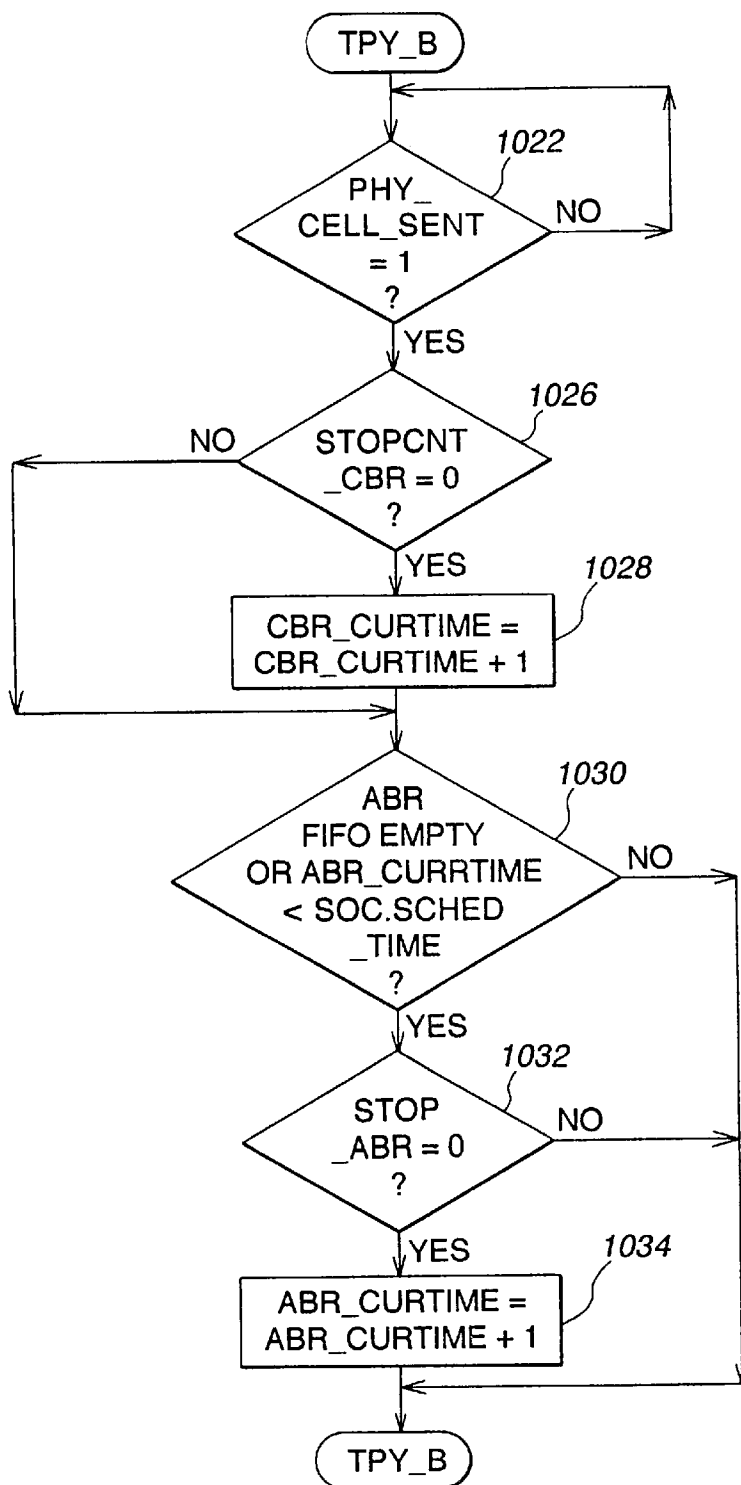 TPY_B
1022
PHY_
CELL_SENT
= 1
?
NO
YES
1026
NO
STOPCNT
_CBR = 0
?
YES
1028
CBR_CURTIME =
CBR_CURTIME + 1
1030
ABR
FIFO EMPTY
OR ABR_CURRTIME
< SOC.SCHED
_TIME
?
NO
YES
1032
STOP
_ABR = 0
?
NO
YES
1034
ABR_CURTIME =
ABR_CURTIME + 1
TPY_B